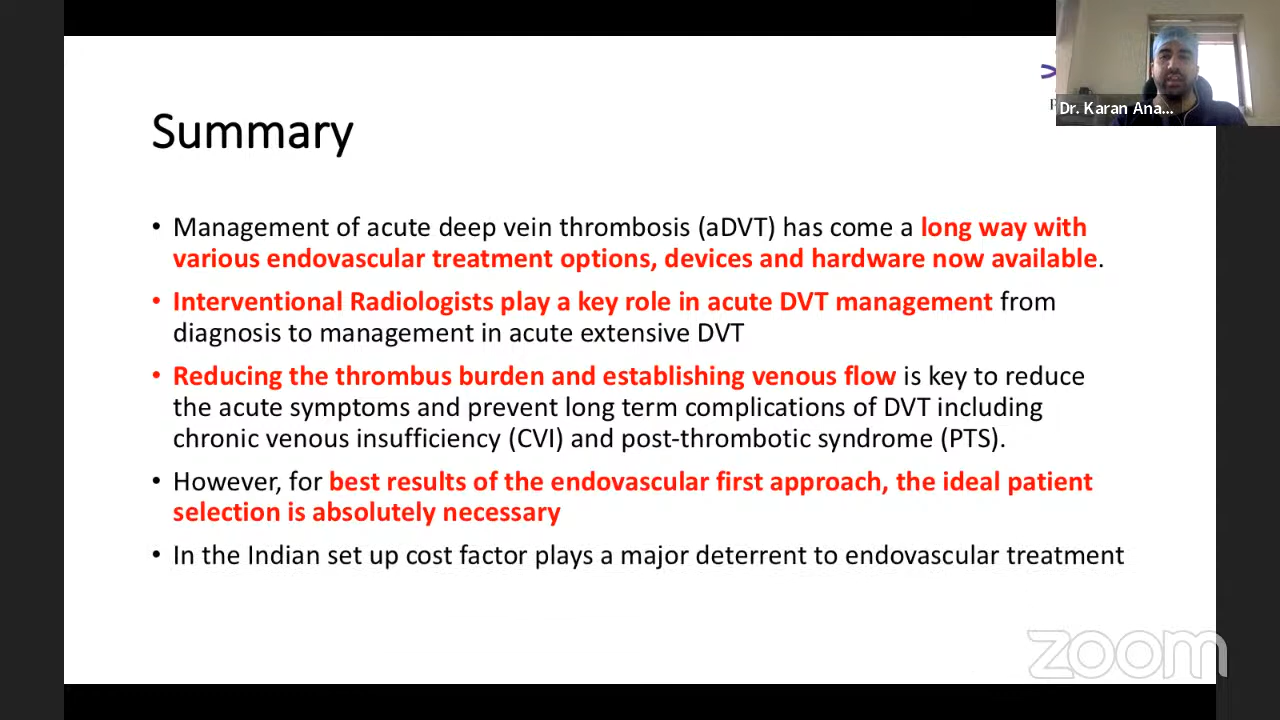 Dr. Karan Ana...
Summary
• Management of acute deep vein thrombosis (aDVT) has come a long way with
various endovascular treatment options, devices and hardware now available.
• Interventional Radiologists play a key role in acute DVT management from
diagnosis to management in acute extensive DVT
• Reducing the thrombus burden and establishing venous flow is key to reduce
the acute symptoms and prevent long term complications of DVT including
chronic venous insufficiency (CVI) and post-thrombotic syndrome (PTS).
• However, for best results of the endovascular first approach, the ideal patient
selection is absolutely necessary
• In the Indian set up cost factor plays a major deterrent to endovascular treatment
zoom